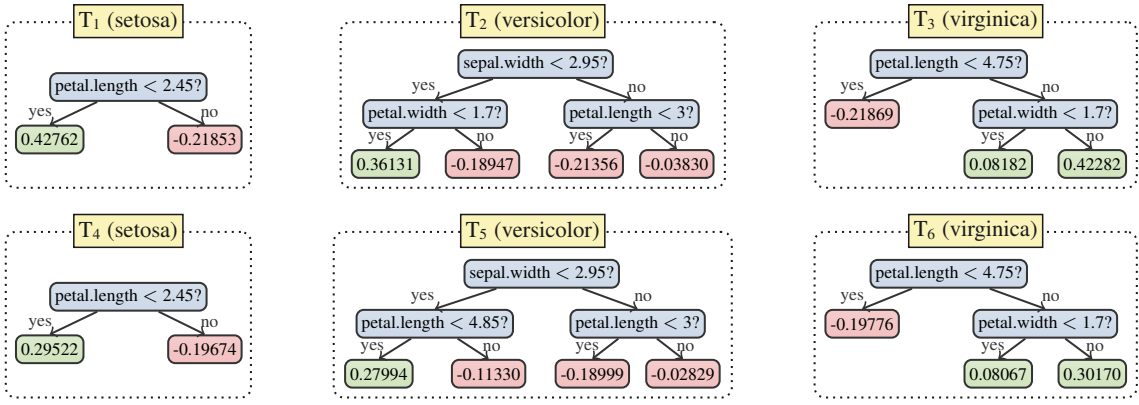 T₁ (setosa)
petal.length < 2.45?
yes
no
0.42762
-0.21853
T₂ (versicolor)
sepal.width < 2.95?
yes
no
petal.width < 1.7?
petal.length < 3?
yes
no
yes
no
0.36131
-0.18947
-0.21356
-0.03830
T₃ (virginica)
petal.length < 4.75?
yes
no
-0.21869
petal.width < 1.7?
yes
no
0.08182
0.42282
T₄ (setosa)
petal.length < 2.45?
yes
no
0.29522
-0.19674
T₅ (versicolor)
sepal.width < 2.95?
yes
no
petal.length < 4.85?
petal.length < 3?
yes
no
yes
no
0.27994
-0.11330
-0.18999
-0.02829
T₆ (virginica)
petal.length < 4.75?
yes
no
-0.19776
petal.width < 1.7?
yes
no
0.08067
0.30170